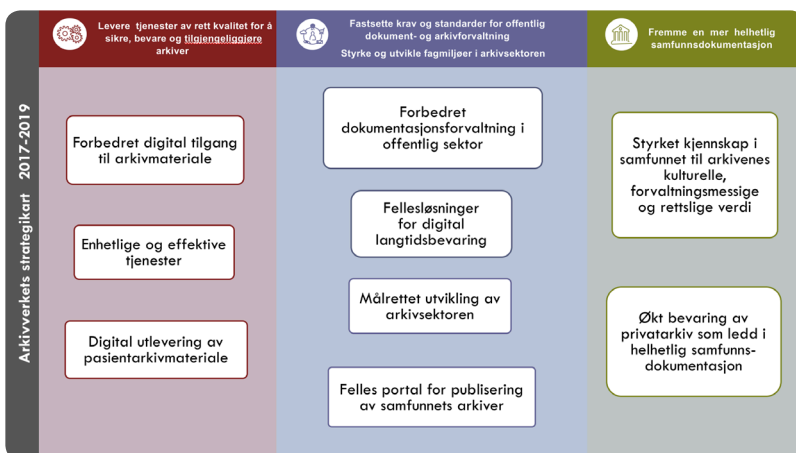 Arkivverkets strategikart 2017-2019
Levere tjenester av rett kvalitet for å
sikre, bevare og tilgjengeliggjøre
arkiver
Forbedret digital tilgang
til arkivmateriale
Enhetlige og effektive
tjenester
Digital utlevering av
pasientarkivmateriale
Fastsette krav og standarder for offentlig
dokument- og arkivforvaltning
Styrke og utvikle fagmiljøer i arkivsektoren
Forbedret
dokumentasjonsforvaltning i
offentlig sektor
Fellesløsninger
for digital
langtidsbevaring
Målrettet utvikling av
arkivsektoren
Felles portal for publisering
av samfunnets arkiver
Fremme en mer helhetlig
samfunnsdokumentasjon
Styrket kjennskap i
samfunnet til arkivenes
kulturelle,
forvaltningsmessige
og rettslige verdi
Økt bevaring av
privatarkiv som ledd i
helhetlig samfunns-
dokumentasjon